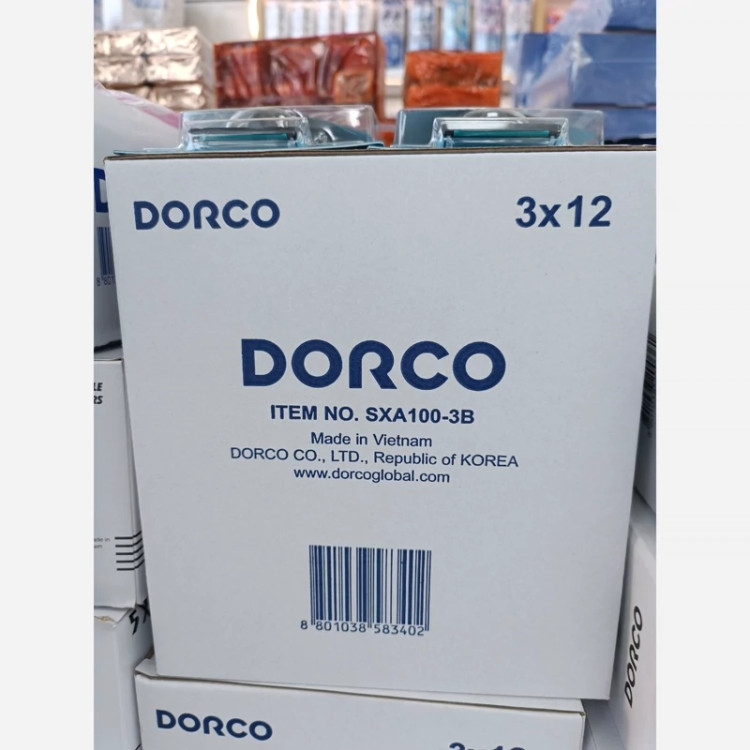 DORCO
3x12
DORCO
ITEM NO. SXA100-3B
Made in Vietnam
DORCO CO., LTD., Republic of KOREA
www.dorcoglobal.com
8 801038 583402
DORCO
DORCO